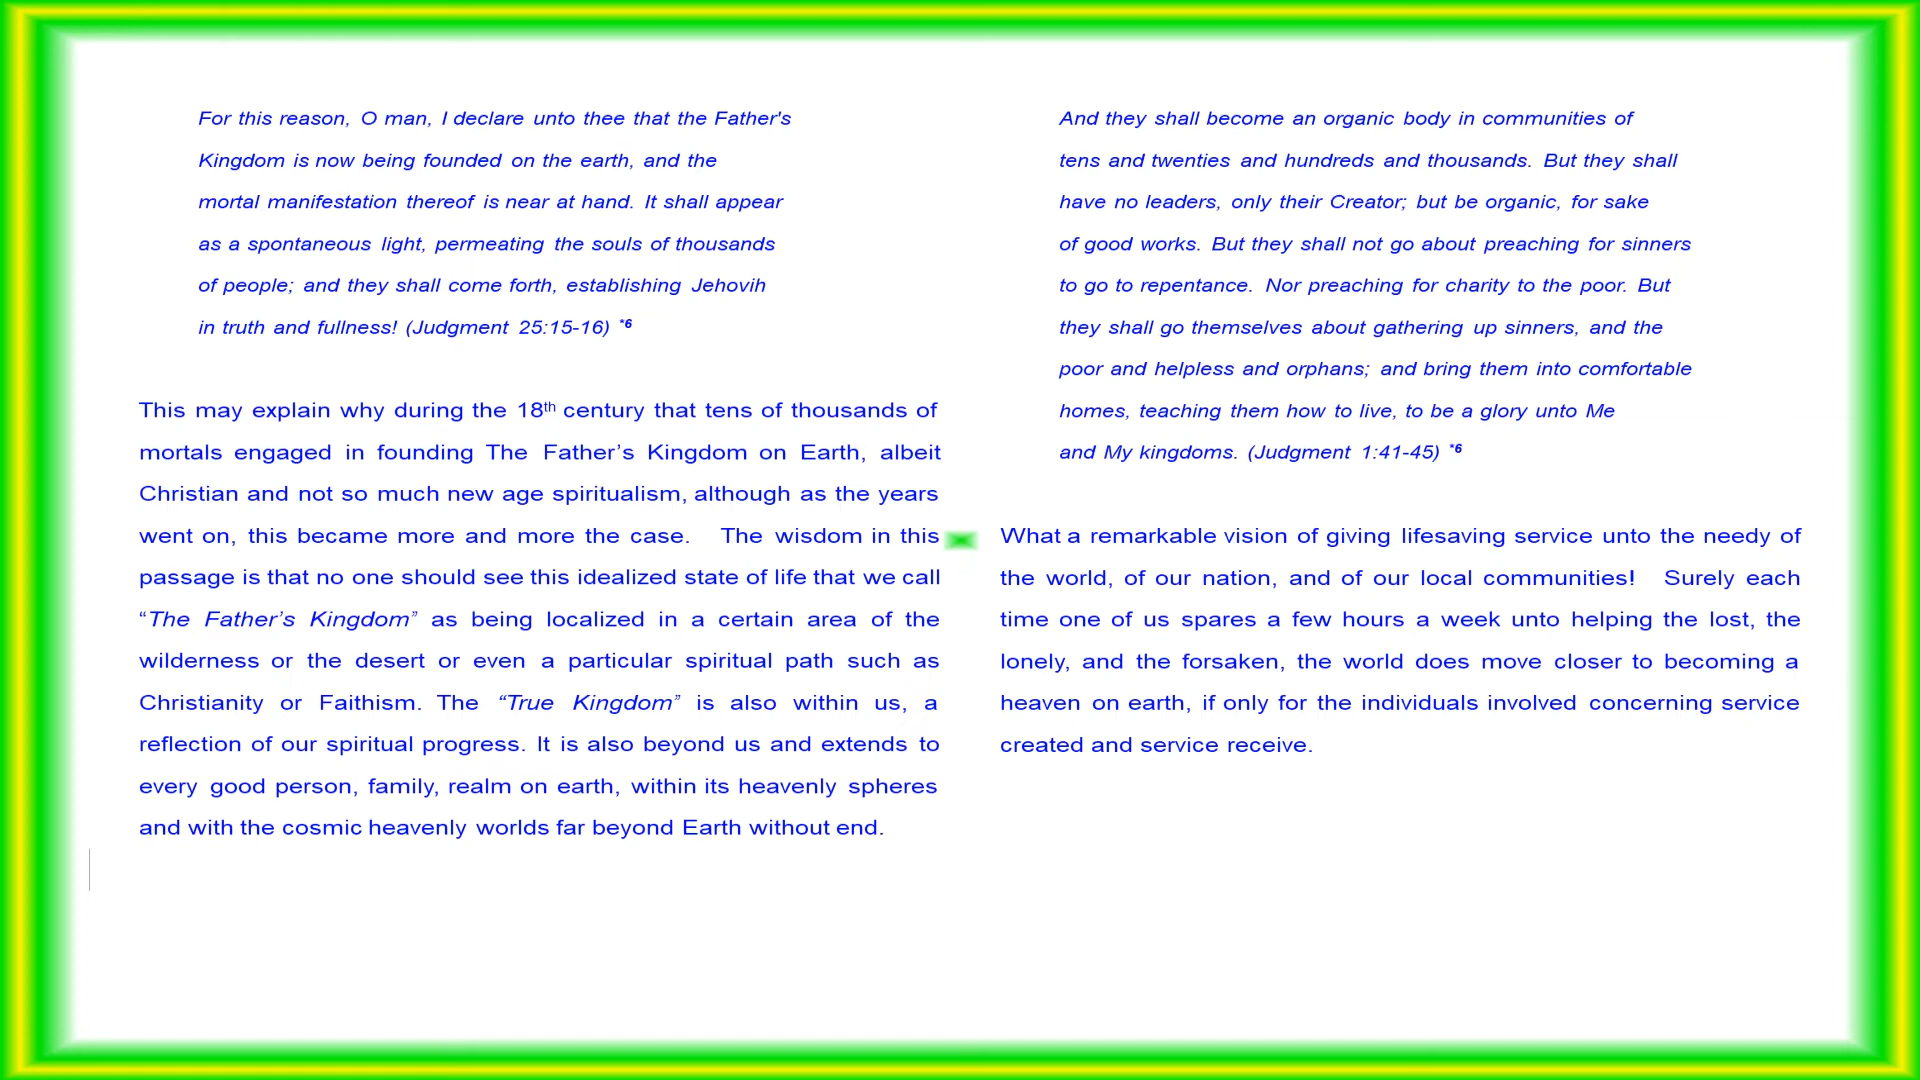 For this reason, O man, I declare unto thee that the Father's
Kingdom is now being founded on the earth, and the
mortal manifestation thereof is near at hand. It shall appear
as a spontaneous light, permeating the souls of thousands
of people; and they shall come forth, establishing Jehovih
in truth and fullness! (Judgment 25:15-16) *6
This may explain why during the 18th century that tens of thousands of
mortals engaged in founding The Father’s Kingdom on Earth, albeit
Christian and not so much new age spiritualism, although as the years
went on, this became more and more the case. The wisdom in this
passage is that no one should see this idealized state of life that we call
“The Father’s Kingdom” as being localized in a certain area of the
wilderness or the desert or even a particular spiritual path such as
Christianity or Faithism. The “True Kingdom” is also within us, a
reflection of our spiritual progress. It is also beyond us and extends to
every good person, family, realm on earth, within its heavenly spheres
and with the cosmic heavenly worlds far beyond Earth without end.
And they shall become an organic body in communities of
tens and twenties and hundreds and thousands. But they shall
have no leaders, only their Creator; but be organic, for sake
of good works. But they shall not go about preaching for sinners
to go to repentance. Nor preaching for charity to the poor. But
they shall go themselves about gathering up sinners, and the
poor and helpless and orphans; and bring them into comfortable
homes, teaching them how to live, to be a glory unto Me
and My kingdoms. (Judgment 1:41-45) *6
What a remarkable vision of giving lifesaving service unto the needy of
the world, of our nation, and of our local communities! Surely each
time one of us spares a few hours a week unto helping the lost, the
lonely, and the forsaken, the world does move closer to becoming a
heaven on earth, if only for the individuals involved concerning service
created and service receive.